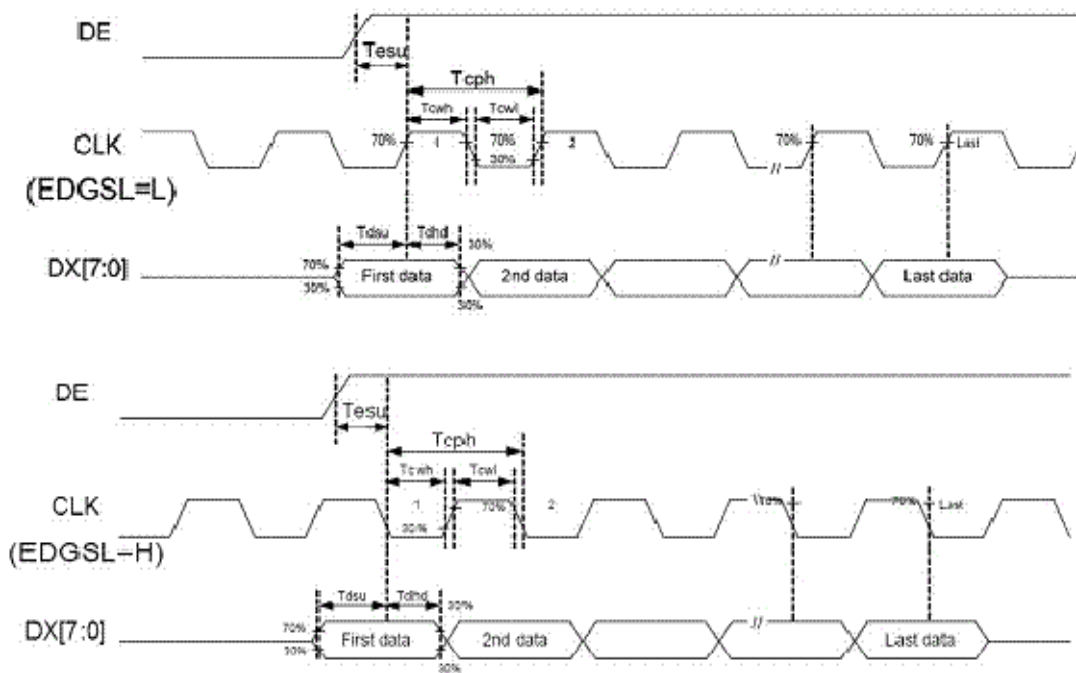 DE
Tesu
Tcph
Tcwh Tcwl
CLK 70% 1 70% 2 70% 70% Last
30%
(EDGSL=L)
Tdsu Tdhd 30%
DX[7:0] 70% First data 2nd data // Last data
30%
30%
DE
Tesu
Tcph
Tcwh Tcwl
CLK 1 70% 2 70% 70% Last
30%
(EDGSL=H)
Tdsu Tdhd 30%
DX[7:0] 70% First data 2nd data // Last data
30%
30%